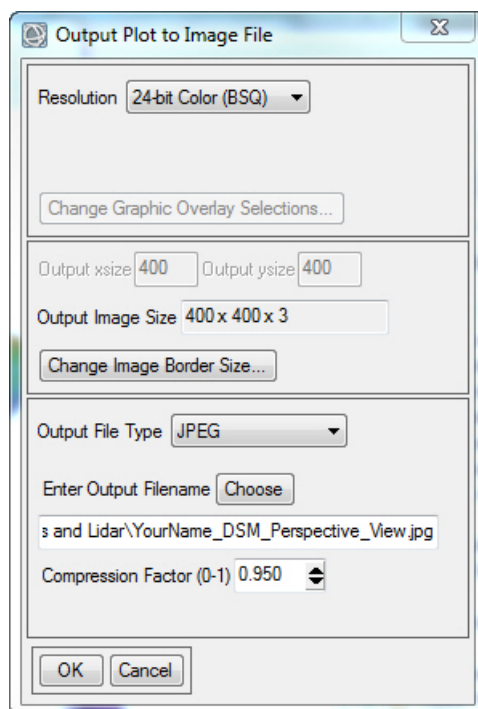 Output Plot to Image File
Resolution 24-bit Color (BSQ)
Change Graphic Overlay Selections...
Output xsize 400 Output ysize 400
Output Image Size 400 x 400 x 3
Change Image Border Size...
Output File Type JPEG
Enter Output Filename Choose
s and Lidar\YourName_DSM_Perspective_View.jpg
Compression Factor (0-1) 0.950
OK Cancel